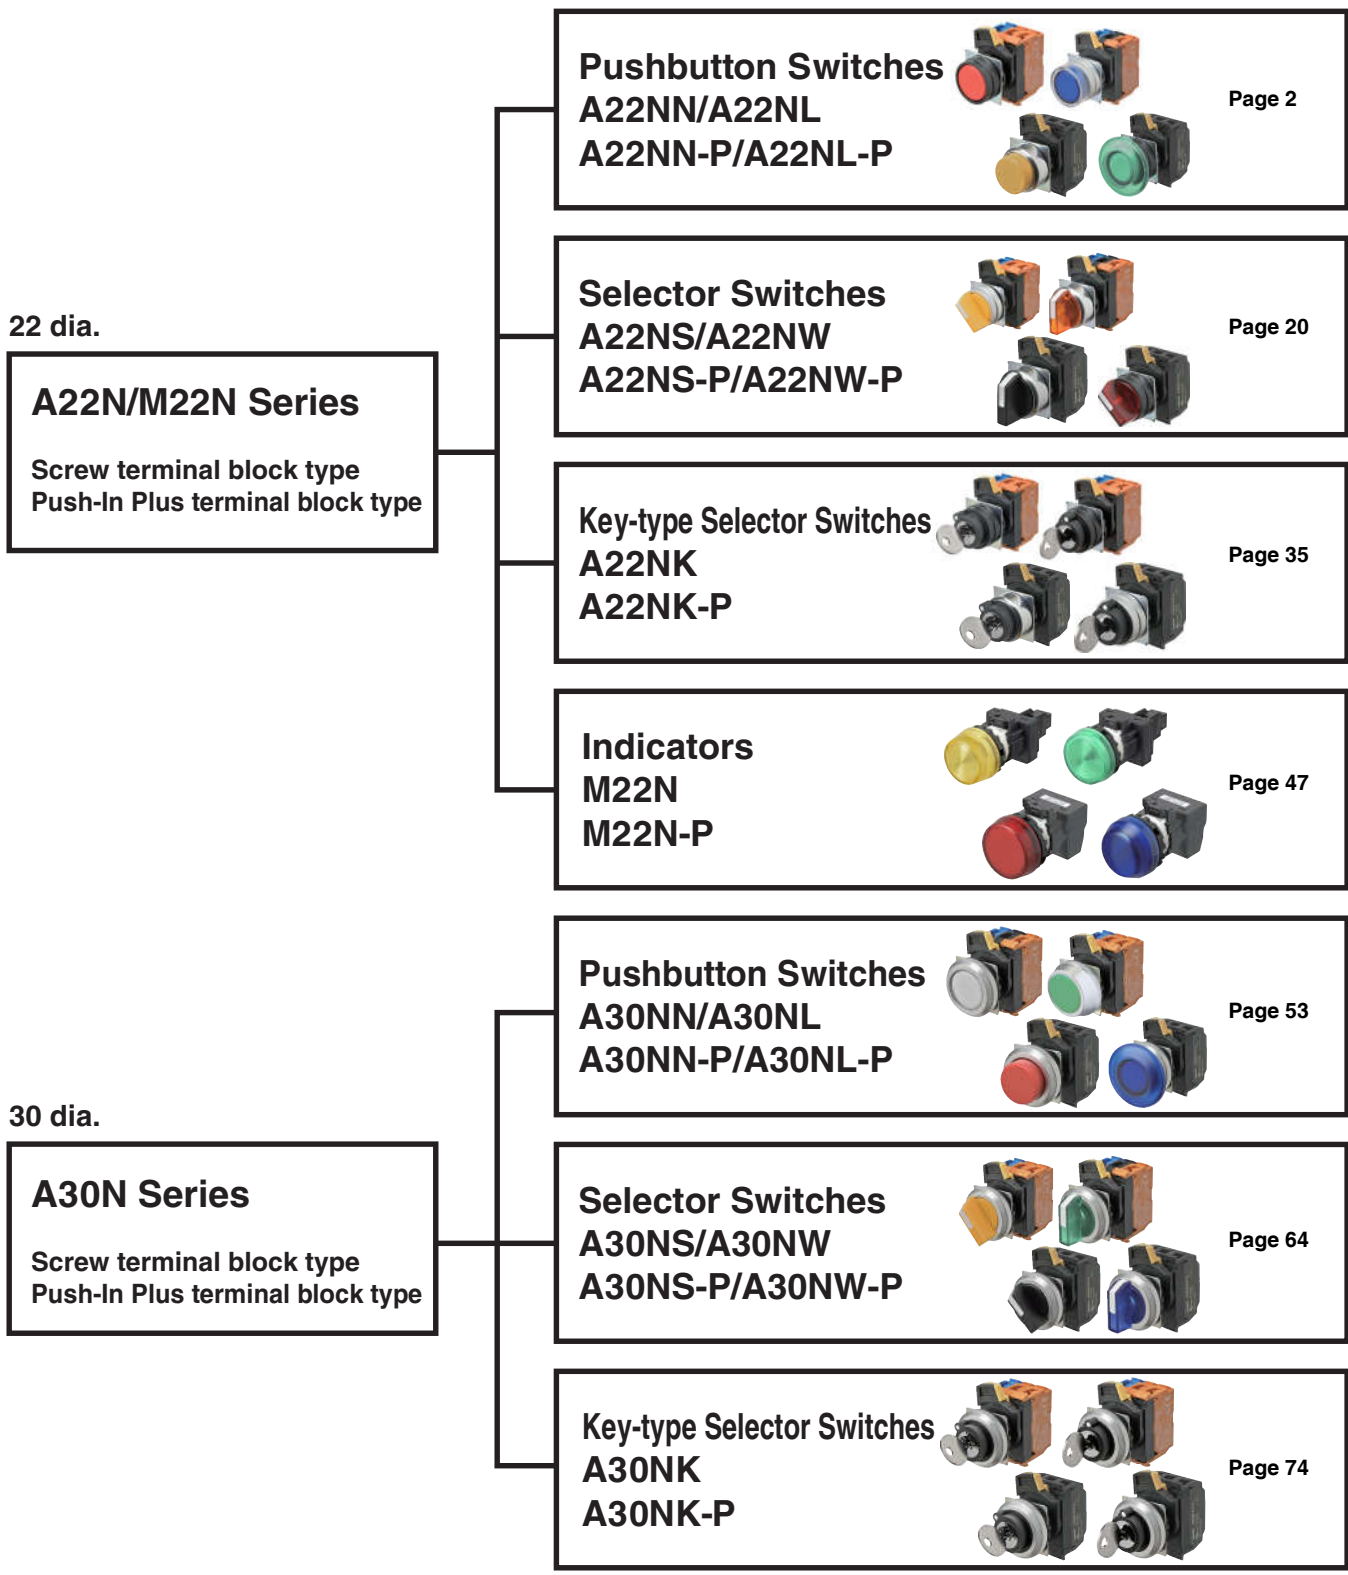 22 dia.
A22N/M22N Series
Screw terminal block type
Push-In Plus terminal block type
Pushbutton Switches
A22NN/A22NL
A22NN-P/A22NL-P
Page 2
Selector Switches
A22NS/A22NW
A22NS-P/A22NW-P
Page 20
Key-type Selector Switches
A22NK
A22NK-P
Page 35
Indicators
M22N
M22N-P
Page 47
30 dia.
A30N Series
Screw terminal block type
Push-In Plus terminal block type
Pushbutton Switches
A30NN/A30NL
A30NN-P/A30NL-P
Page 53
Selector Switches
A30NS/A30NW
A30NS-P/A30NW-P
Page 64
Key-type Selector Switches
A30NK
A30NK-P
Page 74